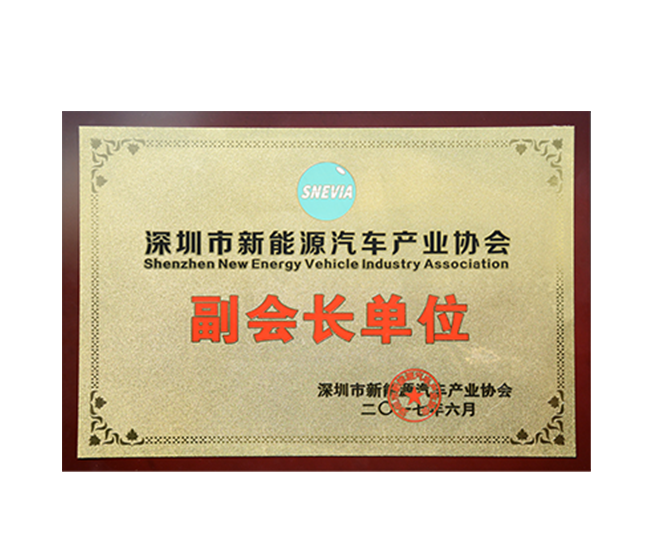 SNEVIA
深圳市新能源汽车产业协会
Shenzhen New Energy Vehicle Industry Association
副会长单位
深圳市新能源汽车产业协会
二〇一七年六月